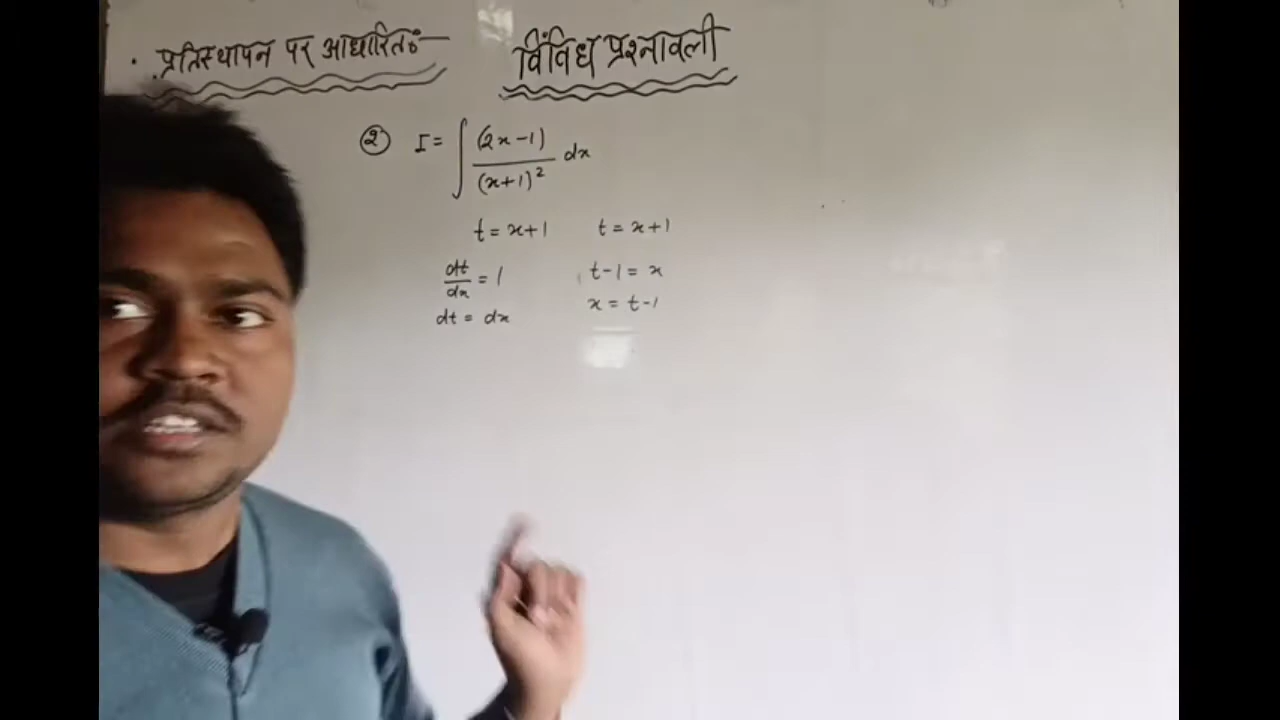 • प्रतिस्थापन पर आधारित :— विविध प्रश्नावली
(2) I = ∫ (2x-1)/(x+1)² dx
t = x+1 t = x+1
dt/dx = 1 t-1 = x
dt = dx x = t-1